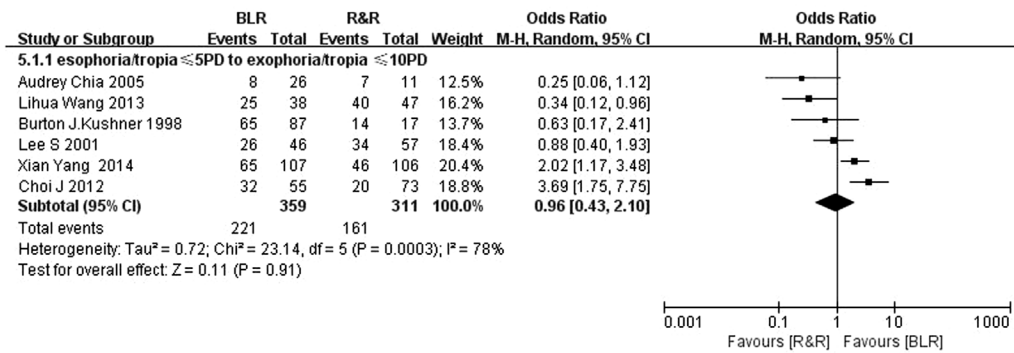 BLR R&R Odds Ratio Odds Ratio
Study or Subgroup Events Total Events Total Weight M-H, Random, 95% CI M-H, Random, 95% CI
5.1.1 esophoria/tropia≤5PD to exophoria/tropia ≤10PD
Audrey Chia 2005 8 26 7 11 12.5% 0.25 [0.06, 1.12]
Lihua Wang 2013 25 38 40 47 16.2% 0.34 [0.12, 0.96]
Burton J.Kushner 1998 65 87 14 17 13.7% 0.63 [0.17, 2.41]
Lee S 2001 26 46 34 57 18.4% 0.88 [0.40, 1.93]
Xian Yang 2014 65 107 46 106 20.4% 2.02 [1.17, 3.48]
Choi J 2012 32 55 20 73 18.8% 3.69 [1.75, 7.75]
Subtotal (95% CI) 359 311 100.0% 0.96 [0.43, 2.10]
Total events 221 161
Heterogeneity: Tau² = 0.72; Chi² = 23.14, df = 5 (P = 0.0003); I² = 78%
Test for overall effect: Z = 0.11 (P = 0.91)
0.001 0.1 1 10 1000
Favours [R&R] Favours [BLR]